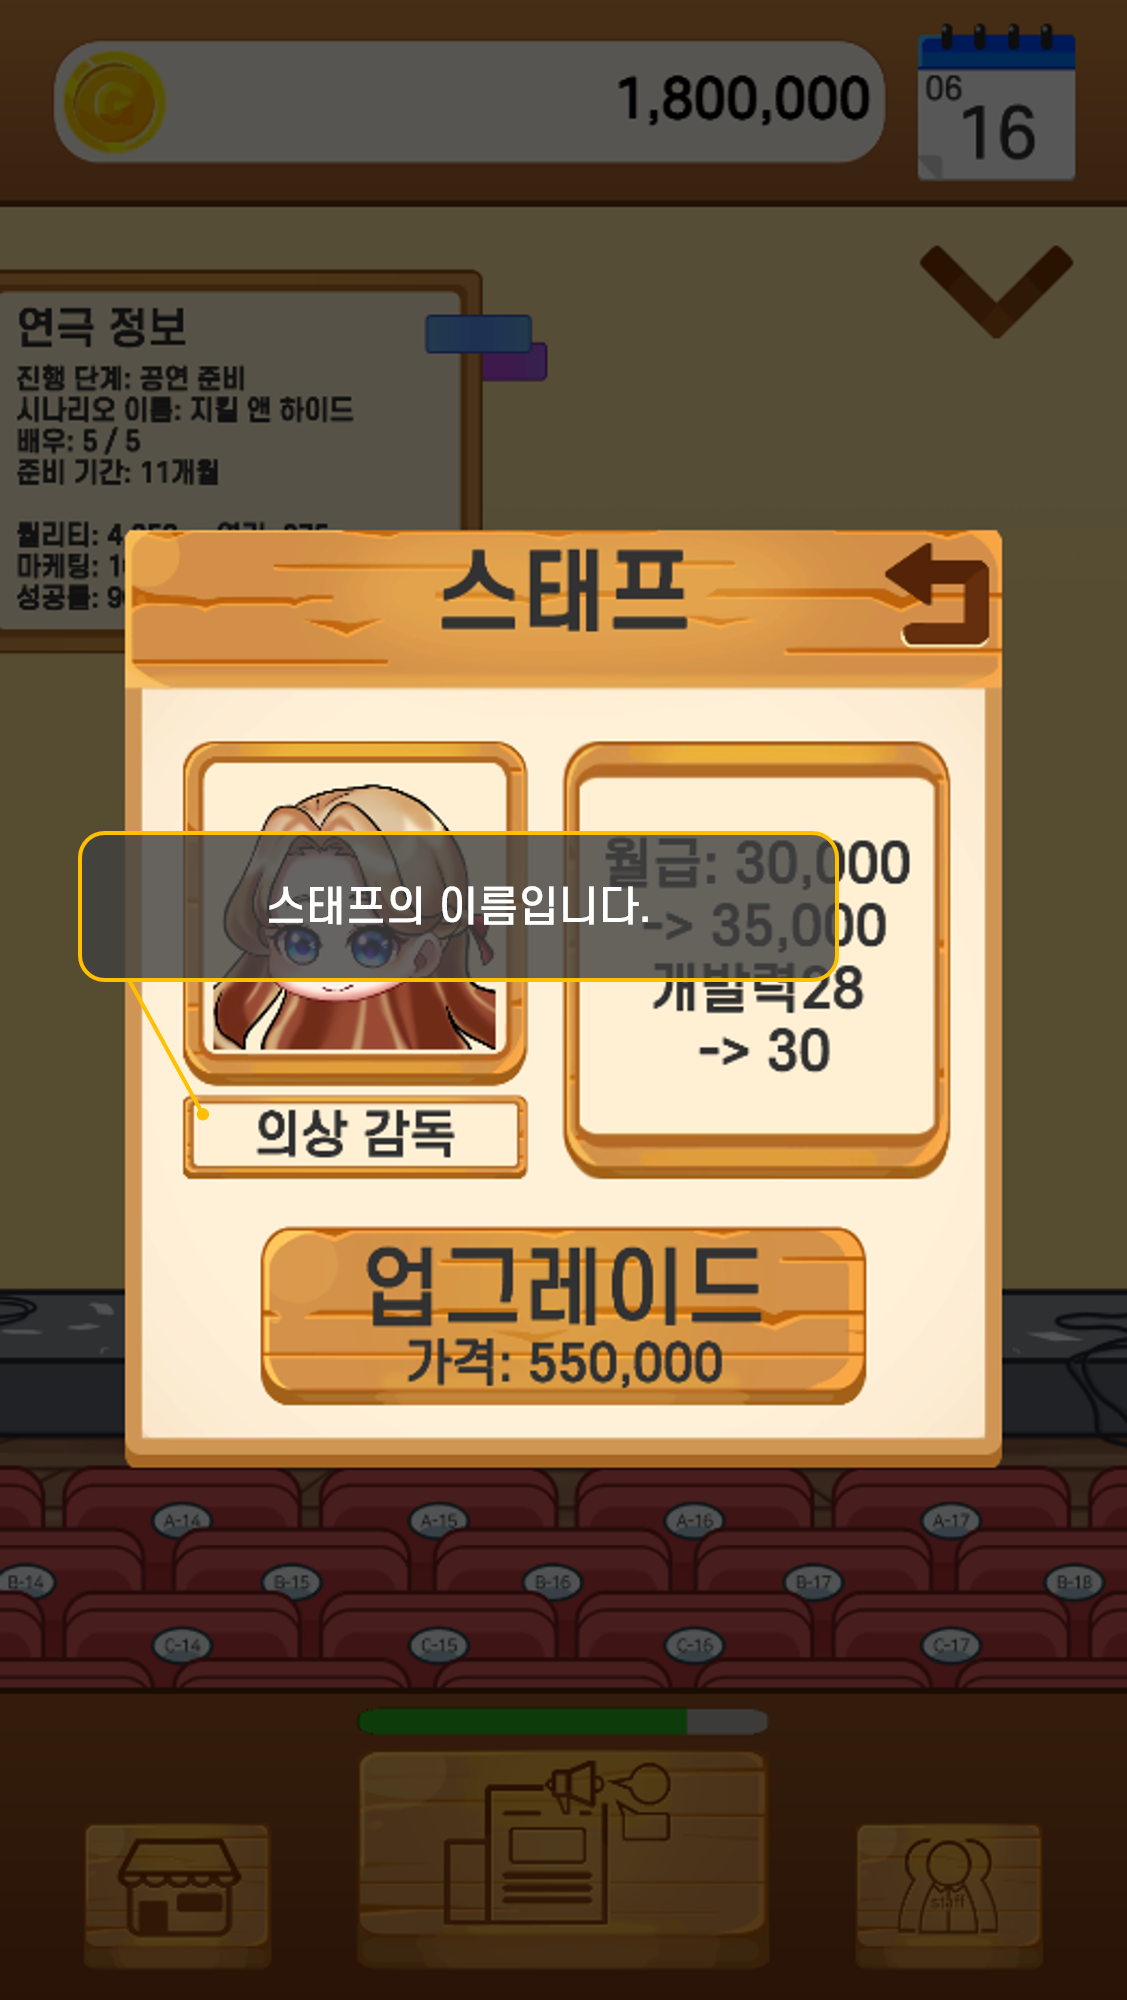 1,800,000
06
16
연극 정보
진행 단계: 공연 준비
시나리오 이름: 지킬 앤 하이드
배우: 5 / 5
준비 기간: 11개월
퀄리티: 4
마케팅: 1
성공률: 9
스태프
월급: 30,000
-> 35,000
개발력28
-> 30
스태프의 이름입니다.
의상 감독
업그레이드
가격: 550,000
A-14 A-15 A-16 A-17
B-14 B-15 B-16 B-17 B-18
C-14 C-15 C-16 C-17
staff